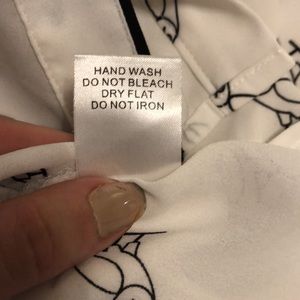 HAND WASH
DO NOT BLEACH
DRY FLAT
DO NOT IRON